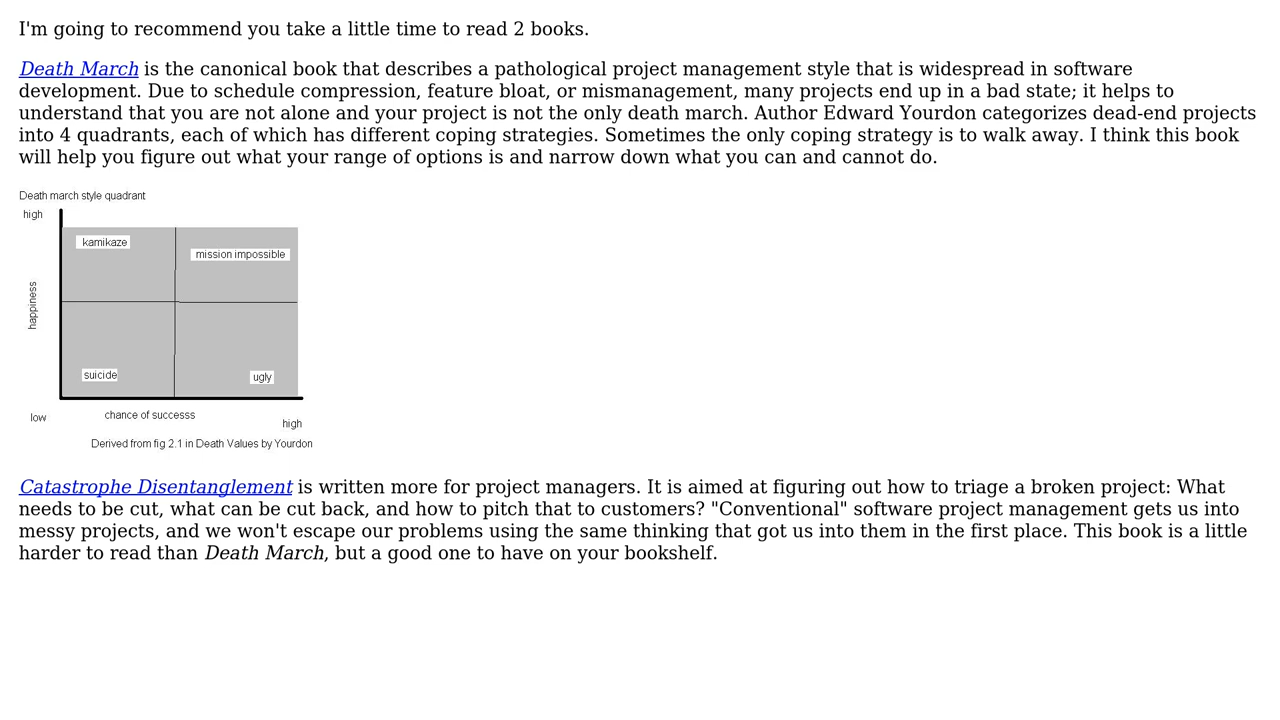 I'm going to recommend you take a little time to read 2 books.
Death March is the canonical book that describes a pathological project management style that is widespread in software
development. Due to schedule compression, feature bloat, or mismanagement, many projects end up in a bad state; it helps to
understand that you are not alone and your project is not the only death march. Author Edward Yourdon categorizes dead-end projects
into 4 quadrants, each of which has different coping strategies. Sometimes the only coping strategy is to walk away. I think this book
will help you figure out what your range of options is and narrow down what you can and cannot do.
Death march style quadrant
high
kamikaze
mission impossible
happiness
suicide
ugly
low
chance of successs
high
Derived from fig 2.1 in Death Values by Yourdon
Catastrophe Disentanglement is written more for project managers. It is aimed at figuring out how to triage a broken project: What
needs to be cut, what can be cut back, and how to pitch that to customers? "Conventional" software project management gets us into
messy projects, and we won't escape our problems using the same thinking that got us into them in the first place. This book is a little
harder to read than Death March, but a good one to have on your bookshelf.